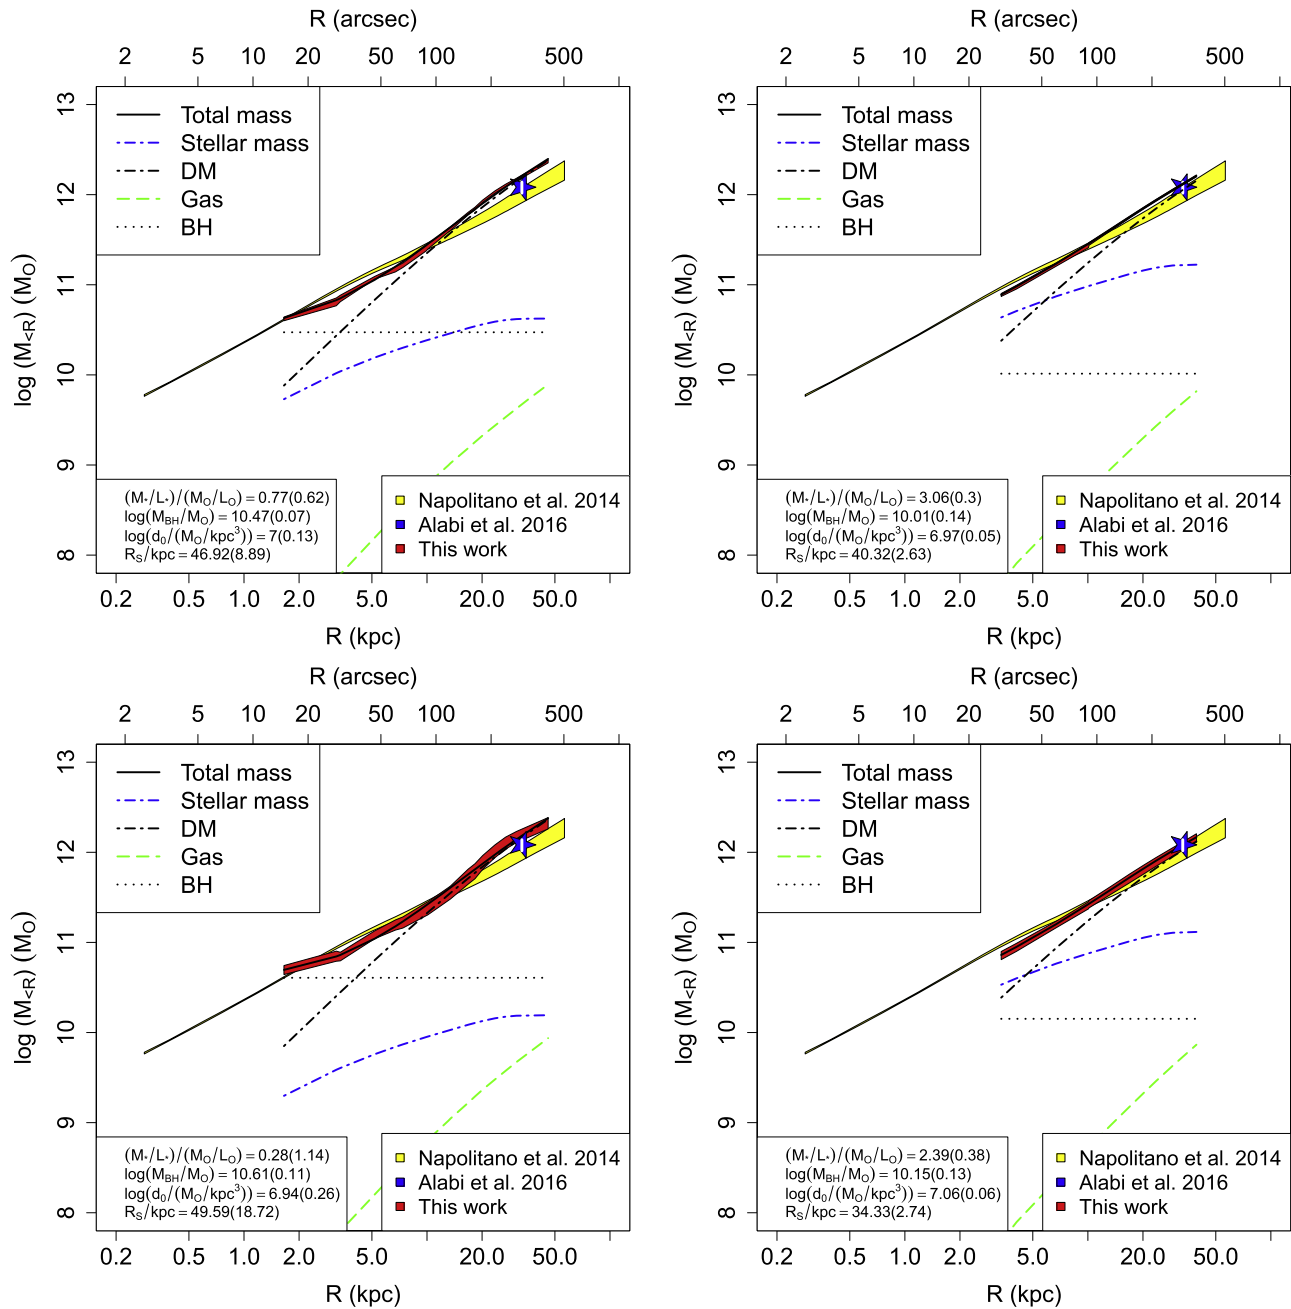 R (arcsec)
2 5 10 20 50 100 500
13
12
11
10
9
8
log (M<R) (MO)
Total mass
Stellar mass
DM
Gas
BH
(M*/L*)/(MO/LO) = 0.77(0.62)
log(MBH/MO) = 10.47(0.07)
log(d0/(MO/kpc3)) = 7(0.13)
RS/kpc = 46.92(8.89)
Napolitano et al. 2014
Alabi et al. 2016
This work
0.2 0.5 1.0 2.0 5.0 20.0 50.0
R (kpc)
R (arcsec)
2 5 10 20 50 100 500
13
12
11
10
9
8
log (M<R) (MO)
Total mass
Stellar mass
DM
Gas
BH
(M*/L*)/(MO/LO) = 3.06(0.3)
log(MBH/MO) = 10.01(0.14)
log(d0/(MO/kpc3)) = 6.97(0.05)
RS/kpc = 40.32(2.63)
Napolitano et al. 2014
Alabi et al. 2016
This work
0.2 0.5 1.0 2.0 5.0 20.0 50.0
R (kpc)
R (arcsec)
2 5 10 20 50 100 500
13
12
11
10
9
8
log (M<R) (MO)
Total mass
Stellar mass
DM
Gas
BH
(M*/L*)/(MO/LO) = 0.28(1.14)
log(MBH/MO) = 10.61(0.11)
log(d0/(MO/kpc3)) = 6.94(0.26)
RS/kpc = 49.59(18.72)
Napolitano et al. 2014
Alabi et al. 2016
This work
0.2 0.5 1.0 2.0 5.0 20.0 50.0
R (kpc)
R (arcsec)
2 5 10 20 50 100 500
13
12
11
10
9
8
log (M<R) (MO)
Total mass
Stellar mass
DM
Gas
BH
(M*/L*)/(MO/LO) = 2.39(0.38)
log(MBH/MO) = 10.15(0.13)
log(d0/(MO/kpc3)) = 7.06(0.06)
RS/kpc = 34.33(2.74)
Napolitano et al. 2014
Alabi et al. 2016
This work
0.2 0.5 1.0 2.0 5.0 20.0 50.0
R (kpc)